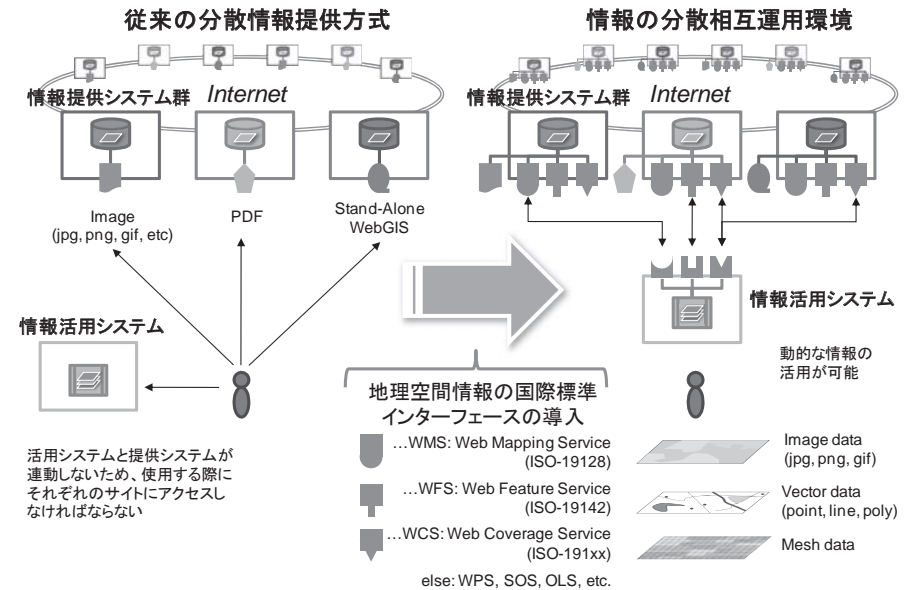 従来の分散情報提供方式
情報提供システム群
Internet
Image
(jpg, png, gif, etc)
PDF
Stand-Alone
WebGIS
情報活用システム
活用システムと提供システムが
連動しないため、使用する際に
それぞれのサイトにアクセスし
なければならない
情報の分散相互運用環境
情報提供システム群
Internet
情報活用システム
動的な情報の
活用が可能
地理空間情報の国際標準
インターフェースの導入
…WMS: Web Mapping Service
(ISO-19128)
…WFS: Web Feature Service
(ISO-19142)
…WCS: Web Coverage Service
(ISO-191xx)
else: WPS, SOS, OLS, etc.
Image data
(jpg, png, gif)
Vector data
(point, line, poly)
Mesh data